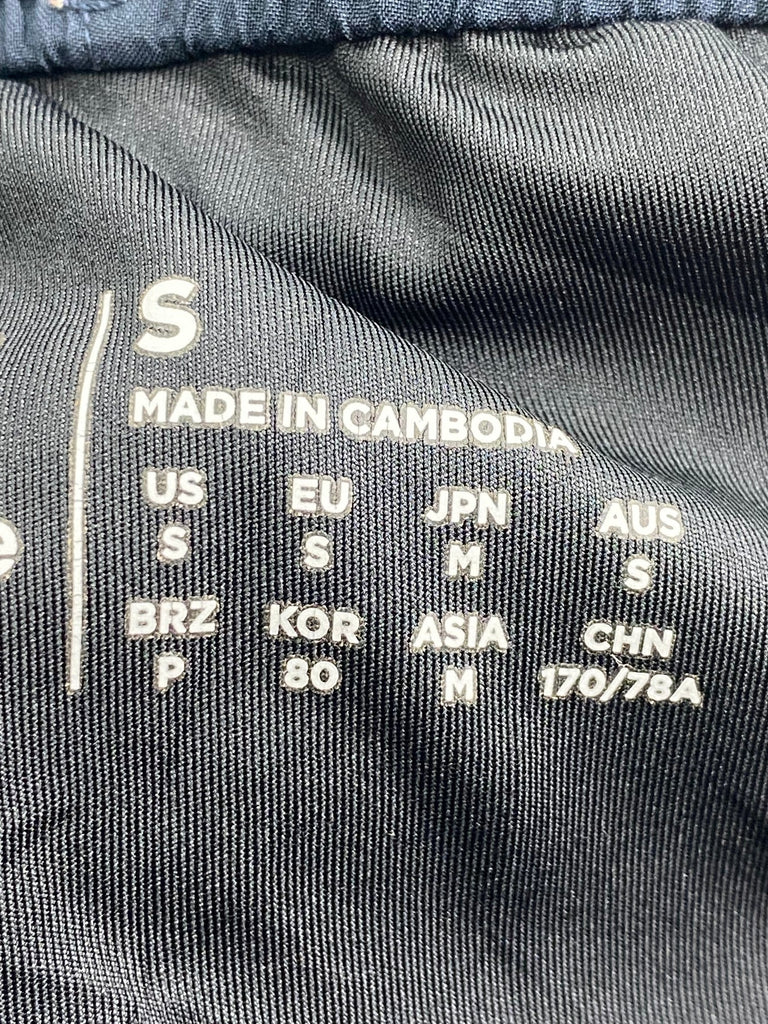 S
MADE IN CAMBODIA
US EU JPN AUS
S S M S
BRZ KOR ASIA CHN
P 80 M 170/78A